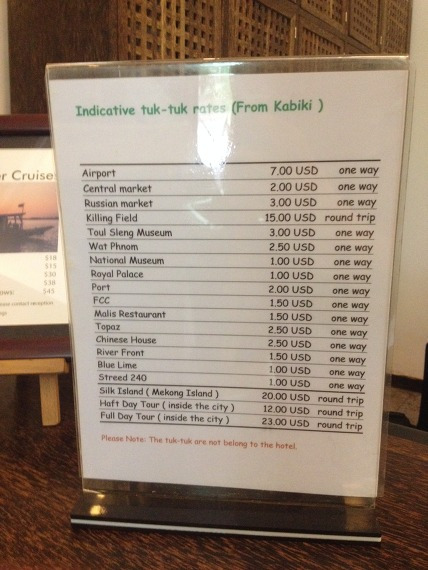 Indicative tuk-tuk rates (From Kabiki )
Airport 7.00 USD one way
Central market 2.00 USD one way
Russian market 3.00 USD one way
Killing Field 15.00 USD round trip
Toul Sleng Museum 3.00 USD one way
Wat Phnom 2.50 USD one way
National Museum 1.00 USD one way
Royal Palace 1.00 USD one way
Port 2.00 USD one way
FCC 1.50 USD one way
Malis Restaurant 1.50 USD one way
Topaz 2.50 USD one way
Chinese House 2.50 USD one way
River Front 1.50 USD one way
Blue Lime 1.00 USD one way
Streed 240 1.00 USD one way
Silk Island ( Mekong Island ) 20.00 USD round trip
Haft Day Tour ( inside the city ) 12.00 USD round trip
Full Day Tour ( inside the city ) 23.00 USD round trip
Please Note: The tuk-tuk are not belong to the hotel.
r Cruise
$18
$15
$30
$38
$45